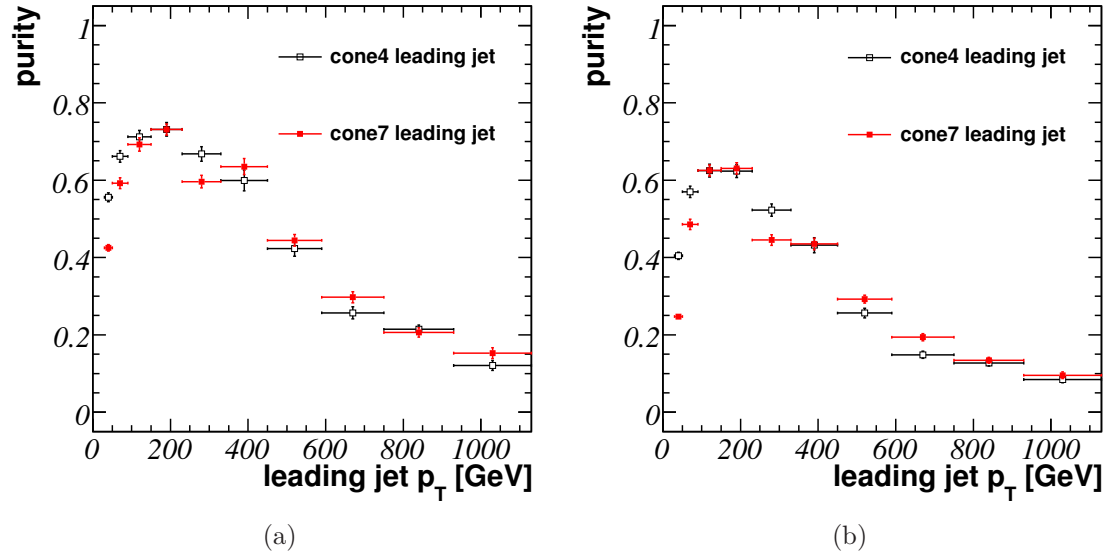 purity
1
0.8
0.6
0.4
0.2
0
cone4 leading jet
cone7 leading jet
0 200 400 600 800 1000
leading jet p_T [GeV]
(a)
purity
1
0.8
0.6
0.4
0.2
0
cone4 leading jet
cone7 leading jet
0 200 400 600 800 1000
leading jet p_T [GeV]
(b)